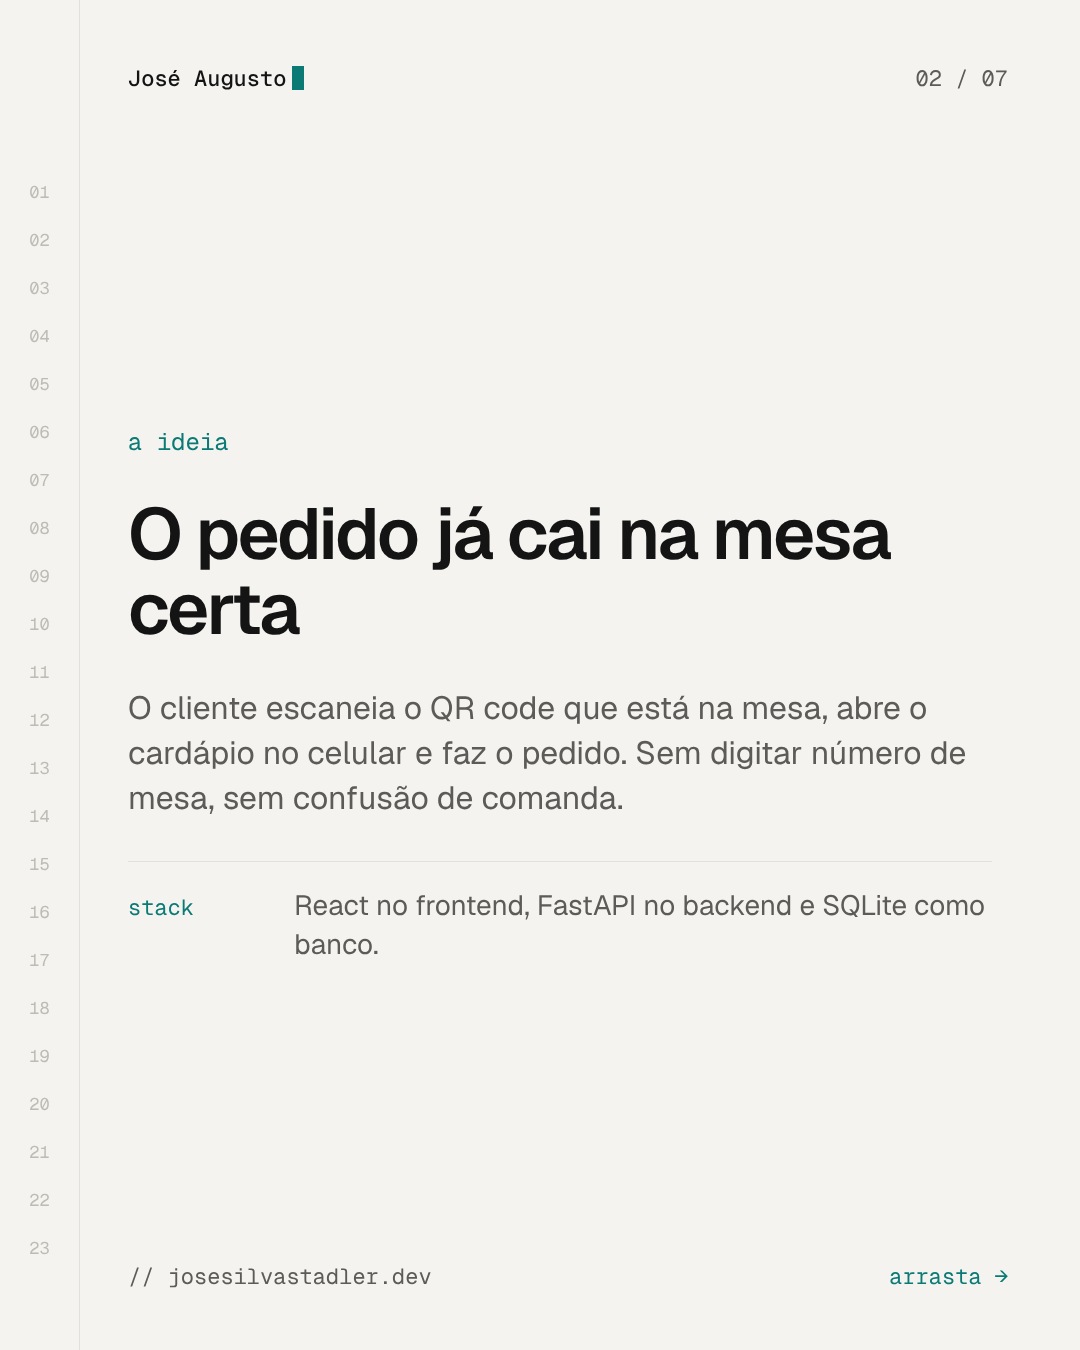 José Augusto
02 / 07
01
02
03
04
05
06
07
08
09
10
11
12
13
14
15
16
17
18
19
20
21
22
23
a ideia
O pedido já cai na mesa
certa
O cliente escaneia o QR code que está na mesa, abre o
cardápio no celular e faz o pedido. Sem digitar número de
mesa, sem confusão de comanda.
stack
React no frontend, FastAPI no backend e SQLite como
banco.
// josesilvastadler.dev
arrasta →